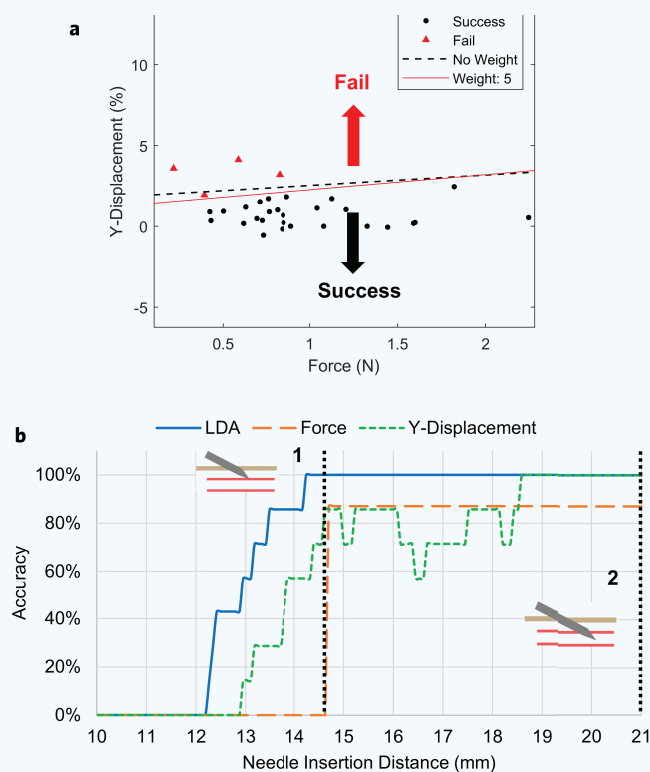 a
Success
Fail
No Weight
Weight: 5
10
5
0
-5
Y-Displacement (%)
Fail
Success
0.5 1 1.5 2
Force (N)
b
LDA Force Y-Displacement
1
2
100%
80%
60%
40%
20%
0%
Accuracy
10 11 12 13 14 15 16 17 18 19 20 21
Needle Insertion Distance (mm)